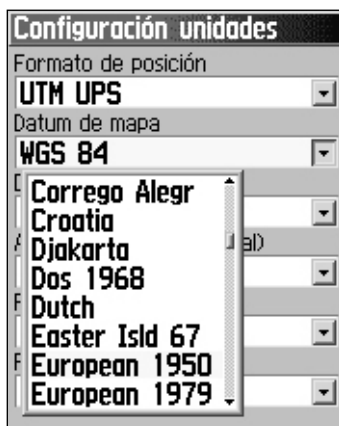 Configuración unidades
Formato de posición
UTM UPS
Datum de mapa
WGS 84
Corrego Alegr
Croatia
Djakarta
al)
Dos 1968
Dutch
Easter Isld 67
European 1950
European 1979